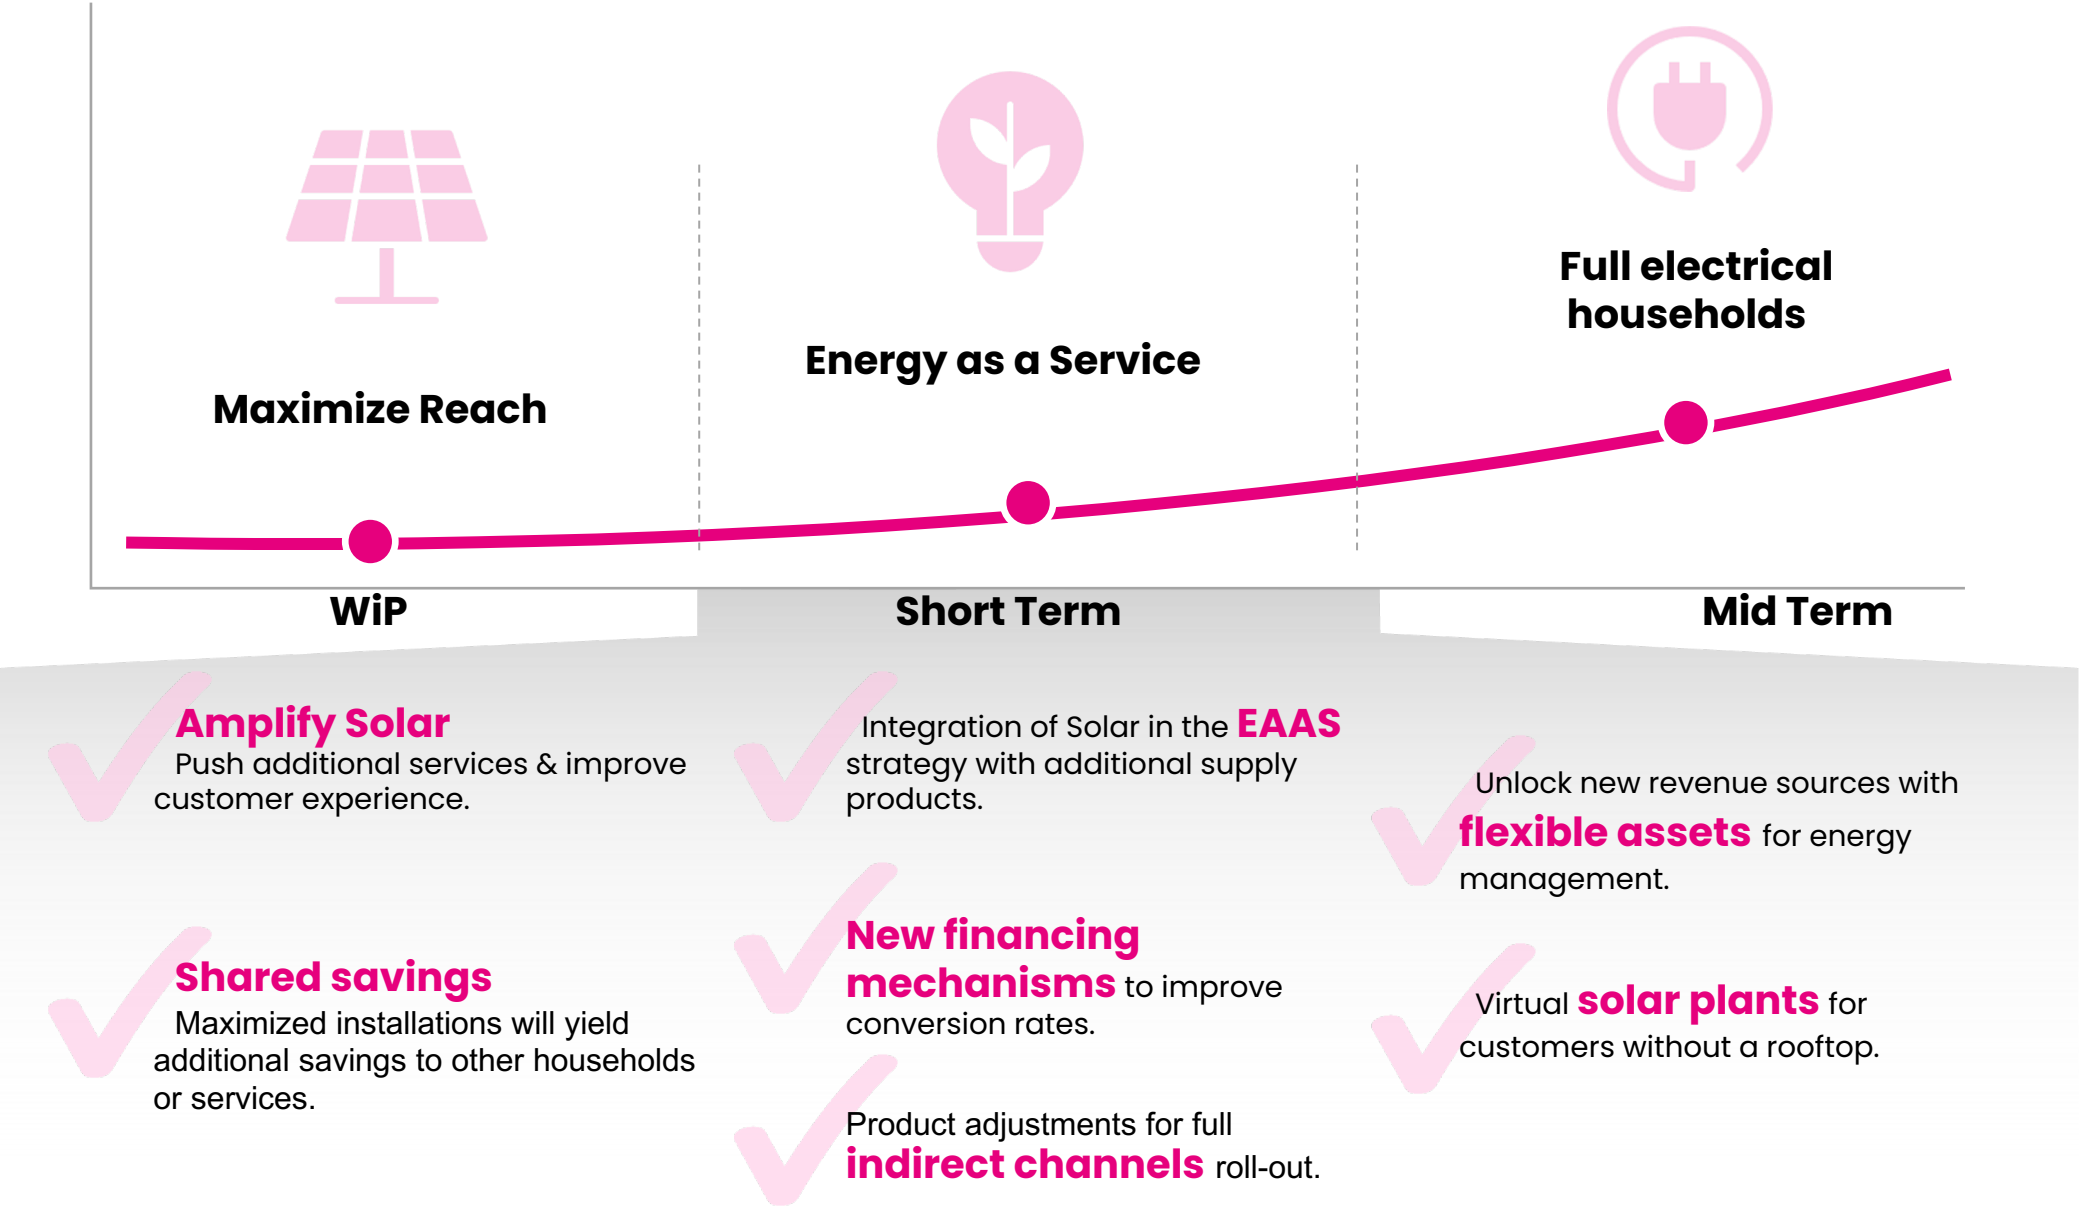 Maximize Reach
Energy as a Service
Full electrical
households
WiP
Short Term
Mid Term
Amplify Solar
Push additional services & improve
customer experience.
Shared savings
Maximized installations will yield
additional savings to other households
or services.
Integration of Solar in the EAAS
strategy with additional supply
products.
New financing
mechanisms to improve
conversion rates.
Product adjustments for full
indirect channels roll-out.
Unlock new revenue sources with
flexible assets for energy
management.
Virtual solar plants for
customers without a rooftop.